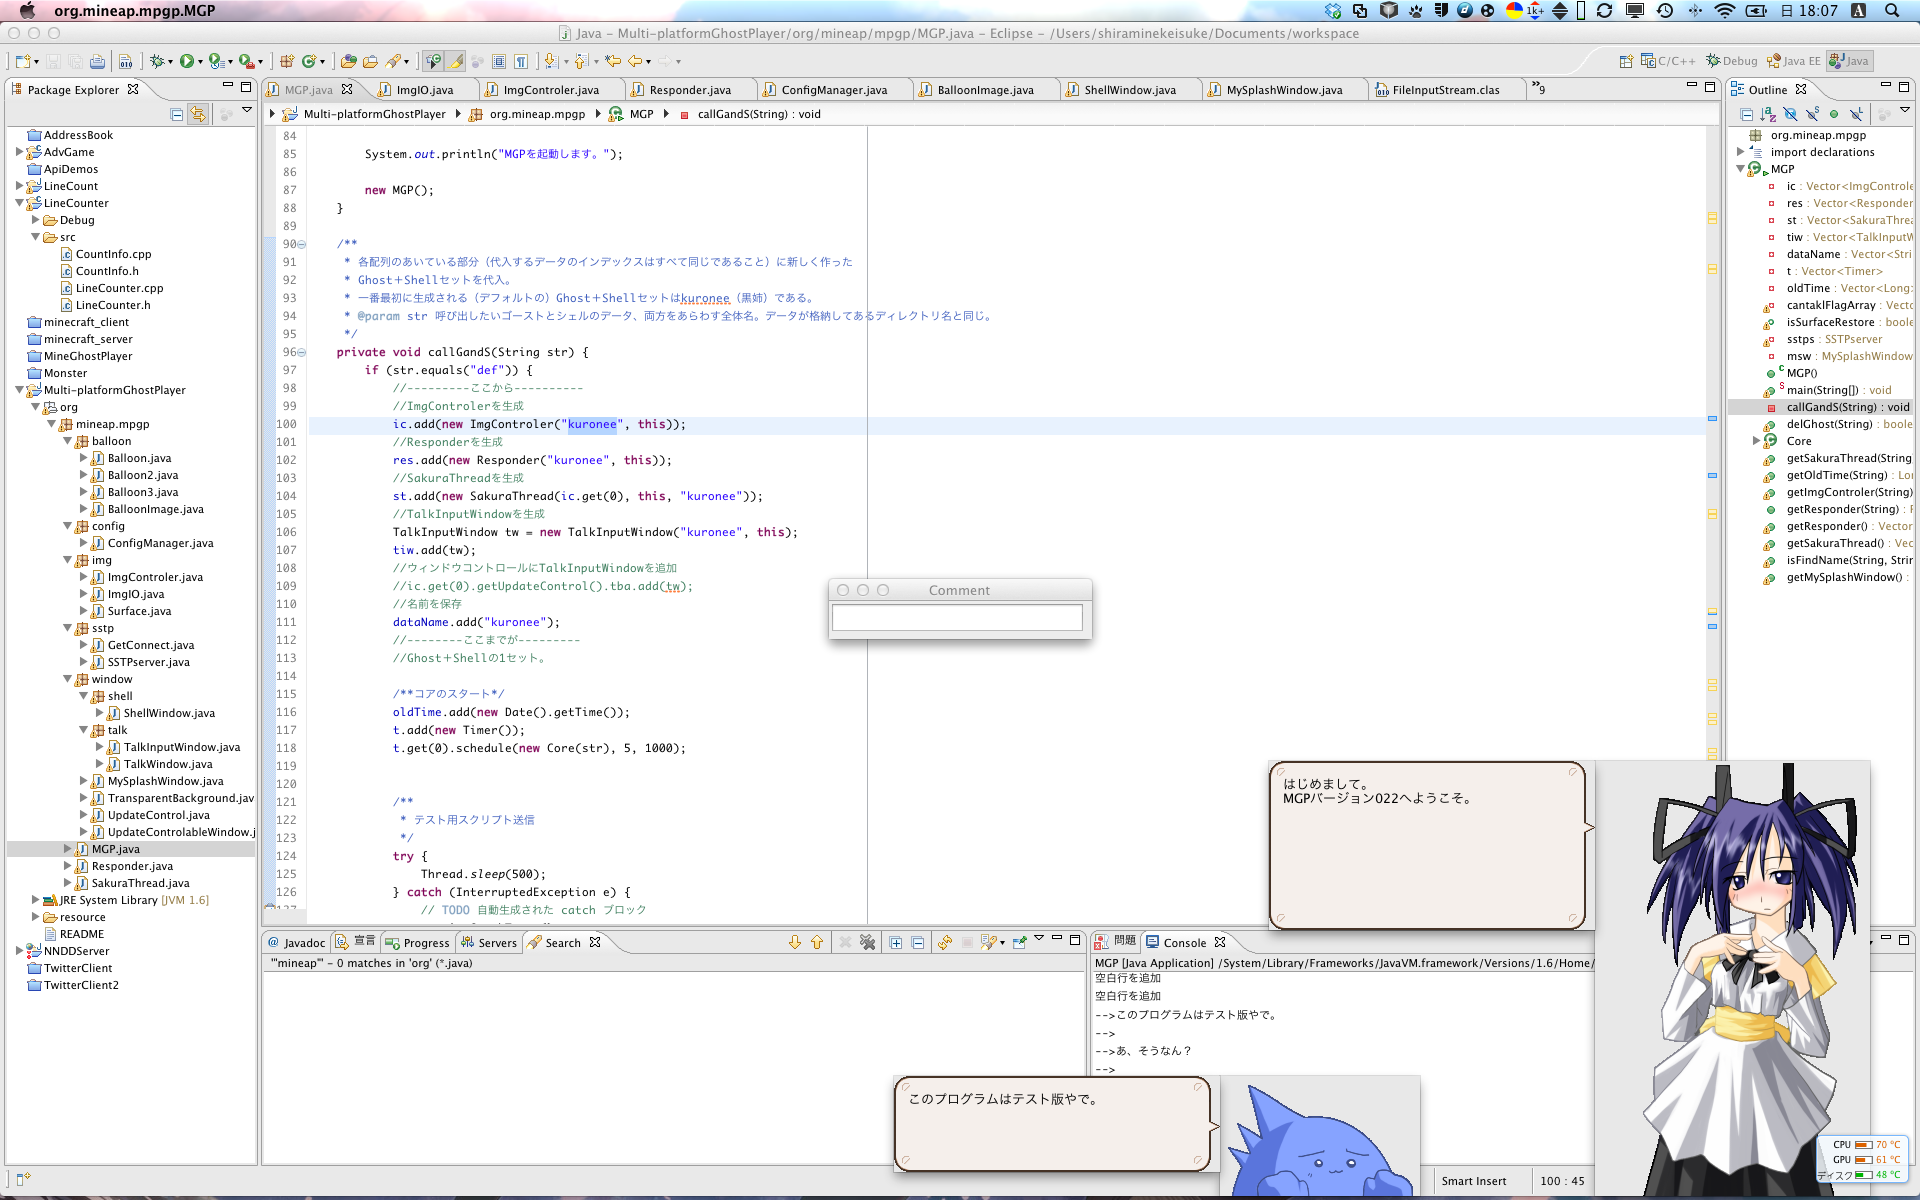 org.mineap.mpgp.MGP
1k+
日 18:07
Java – Multi-platformGhostPlayer/org/mineap/mpgp/MGP.java – Eclipse – /Users/shiraminekeisuke/Documents/workspace
C/C++
Debug
Java EE
Java
Package Explorer
AddressBook
AdvGame
ApiDemos
LineCount
LineCounter
Debug
src
CountInfo.cpp
CountInfo.h
LineCounter.cpp
LineCounter.h
minecraft_client
minecraft_server
MineGhostPlayer
Monster
Multi-platformGhostPlayer
org
mineap.mpgp
balloon
Balloon.java
Balloon2.java
Balloon3.java
BalloonImage.java
config
ConfigManager.java
img
ImgControler.java
ImgIO.java
Surface.java
sstp
GetConnect.java
SSTPserver.java
window
shell
ShellWindow.java
talk
TalkInputWindow.java
TalkWindow.java
MySplashWindow.java
TransparentBackground.jav
UpdateControl.java
UpdateControlableWindow.j
MGP.java
Responder.java
SakuraThread.java
JRE System Library [JVM 1.6]
resource
README
NNDDServer
TwitterClient
TwitterClient2
MGP.java
ImgIO.java
ImgControler.java
Responder.java
ConfigManager.java
BalloonImage.java
ShellWindow.java
MySplashWindow.java
FileInputStream.clas
»9
Multi-platformGhostPlayer
org.mineap.mpgp
MGP
callGandS(String) : void
84
85 System.out.println("MGPを起動します。");
86
87 new MGP();
88 }
89
90 /**
91 * 各配列のあいている部分（代入するデータのインデックスはすべて同じであること）に新しく作った
92 * Ghost＋Shellセットを代入。
93 * 一番最初に生成される（デフォルトの）Ghost＋Shellセットはkuronee（黒姉）である。
94 * @param str 呼び出したいゴーストとシェルのデータ、両方をあらわす全体名。データが格納してあるディレクトリ名と同じ。
95 */
96 private void callGandS(String str) {
97 if (str.equals("def")) {
98 //---------ここから----------
99 //ImgControlerを生成
100 ic.add(new ImgControler("kuronee", this));
101 //Responderを生成
102 res.add(new Responder("kuronee", this));
103 //SakuraThreadを生成
104 st.add(new SakuraThread(ic.get(0), this, "kuronee"));
105 //TalkInputWindowを生成
106 TalkInputWindow tw = new TalkInputWindow("kuronee", this);
107 tiw.add(tw);
108 //ウィンドウコントロールにTalkInputWindowを追加
109 //ic.get(0).getUpdateControl().tba.add(tw);
110 //名前を保存
111 dataName.add("kuronee");
112 //--------ここまでが---------
113 //Ghost＋Shellの1セット。
114
115 /**コアのスタート*/
116 oldTime.add(new Date().getTime());
117 t.add(new Timer());
118 t.get(0).schedule(new Core(str), 5, 1000);
119
120
121 /**
122 * テスト用スクリプト送信
123 */
124 try {
125 Thread.sleep(500);
126 } catch (InterruptedException e) {
127 // TODO 自動生成された catch ブロック
Comment
Outline
org.mineap.mpgp
import declarations
MGP
ic : Vector<ImgControle
res : Vector<Responder
st : Vector<SakuraThrea
tiw : Vector<TalkInputW
dataName : Vector<Stri
t : Vector<Timer>
oldTime : Vector<Long>
cantaklFlagArray : Vecto
isSurfaceRestore : boole
sstps : SSTPserver
msw : MySplashWindow
MGP()
main(String[]) : void
callGandS(String) : void
delGhost(String) : boole
Core
getSakuraThread(String
getOldTime(String) : Lo
getImgControler(String)
getResponder(String) : F
getResponder() : Vector
getSakuraThread() : Vec
isFindName(String, Stri
getMySplashWindow() :
はじめまして。
MGPバージョン022へようこそ。
@ Javadoc
宣言
Progress
Servers
Search
'"mineap"' – 0 matches in 'org' (*.java)
問題
Console
MGP [Java Application] /System/Library/Frameworks/JavaVM.framework/Versions/1.6/Home/
空白行を追加
空白行を追加
-->このプログラムはテスト版やで。
-->
-->あ、そうなん？
-->
このプログラムはテスト版やで。
Smart Insert
100 : 45
CPU 70 °C
GPU 61 °C
ディスク 48 °C